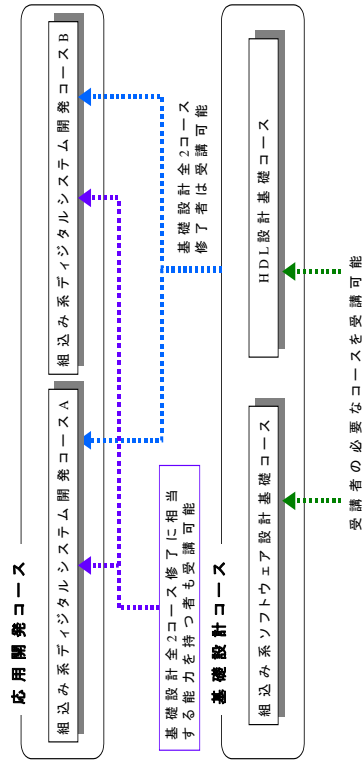 応用開発コース
組込み系ディジタルシステム開発コースA
組込み系ディジタルシステム開発コースB
基礎設計全2コース修了に相当
する能力を持つ者も受講可能
基礎設計全2コース
修了者は受講可能
基礎設計コース
組込み系ソフトウェア設計基礎コース
HDL設計基礎コース
受講者の必要なコースを受講可能